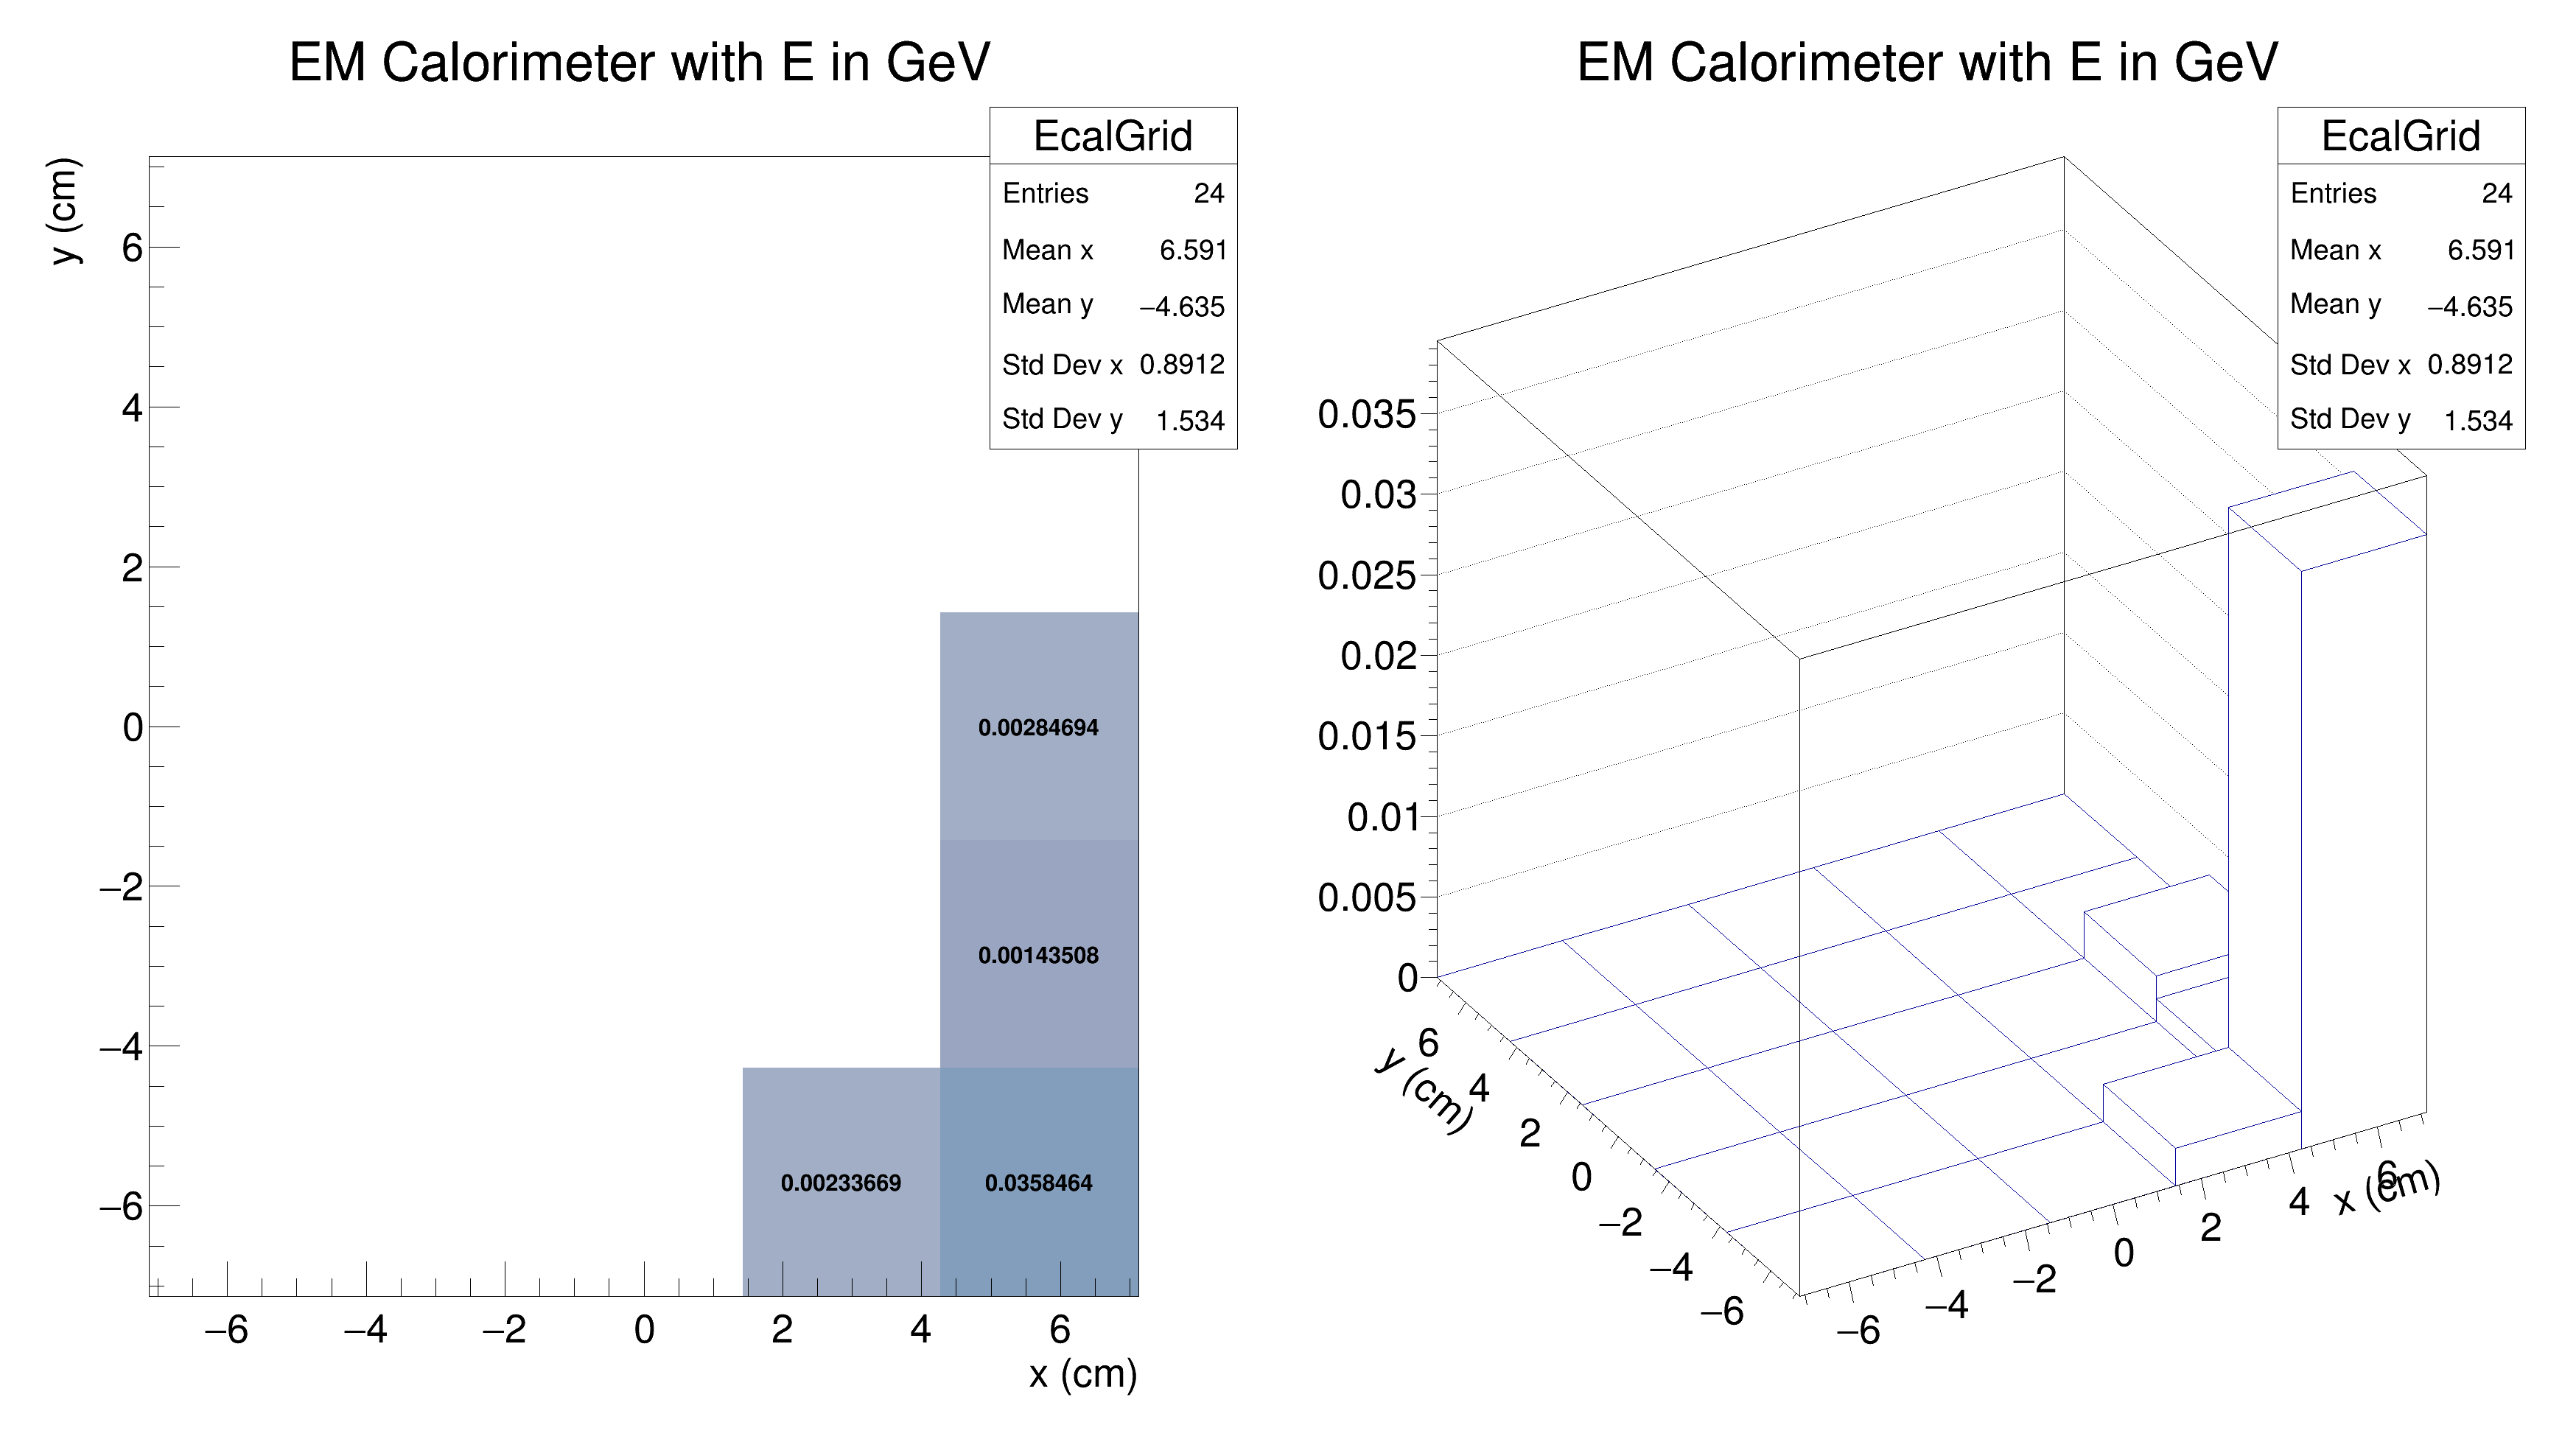 EM Calorimeter with E in GeV
EcalGrid
Entries 24
Mean x 6.591
Mean y −4.635
Std Dev x 0.8912
Std Dev y 1.534
y (cm)
6
4
2
0
−2
−4
−6
0.00284694
0.00143508
0.00233669 0.0358464
−6 −4 −2 0 2 4 6
x (cm)
EM Calorimeter with E in GeV
EcalGrid
Entries 24
Mean x 6.591
Mean y −4.635
Std Dev x 0.8912
Std Dev y 1.534
0.035
0.03
0.025
0.02
0.015
0.01
0.005
0
6
4
2
0
−2
−4
−6
y (cm)
−6 −4 −2 0 2 4 6
x (cm)